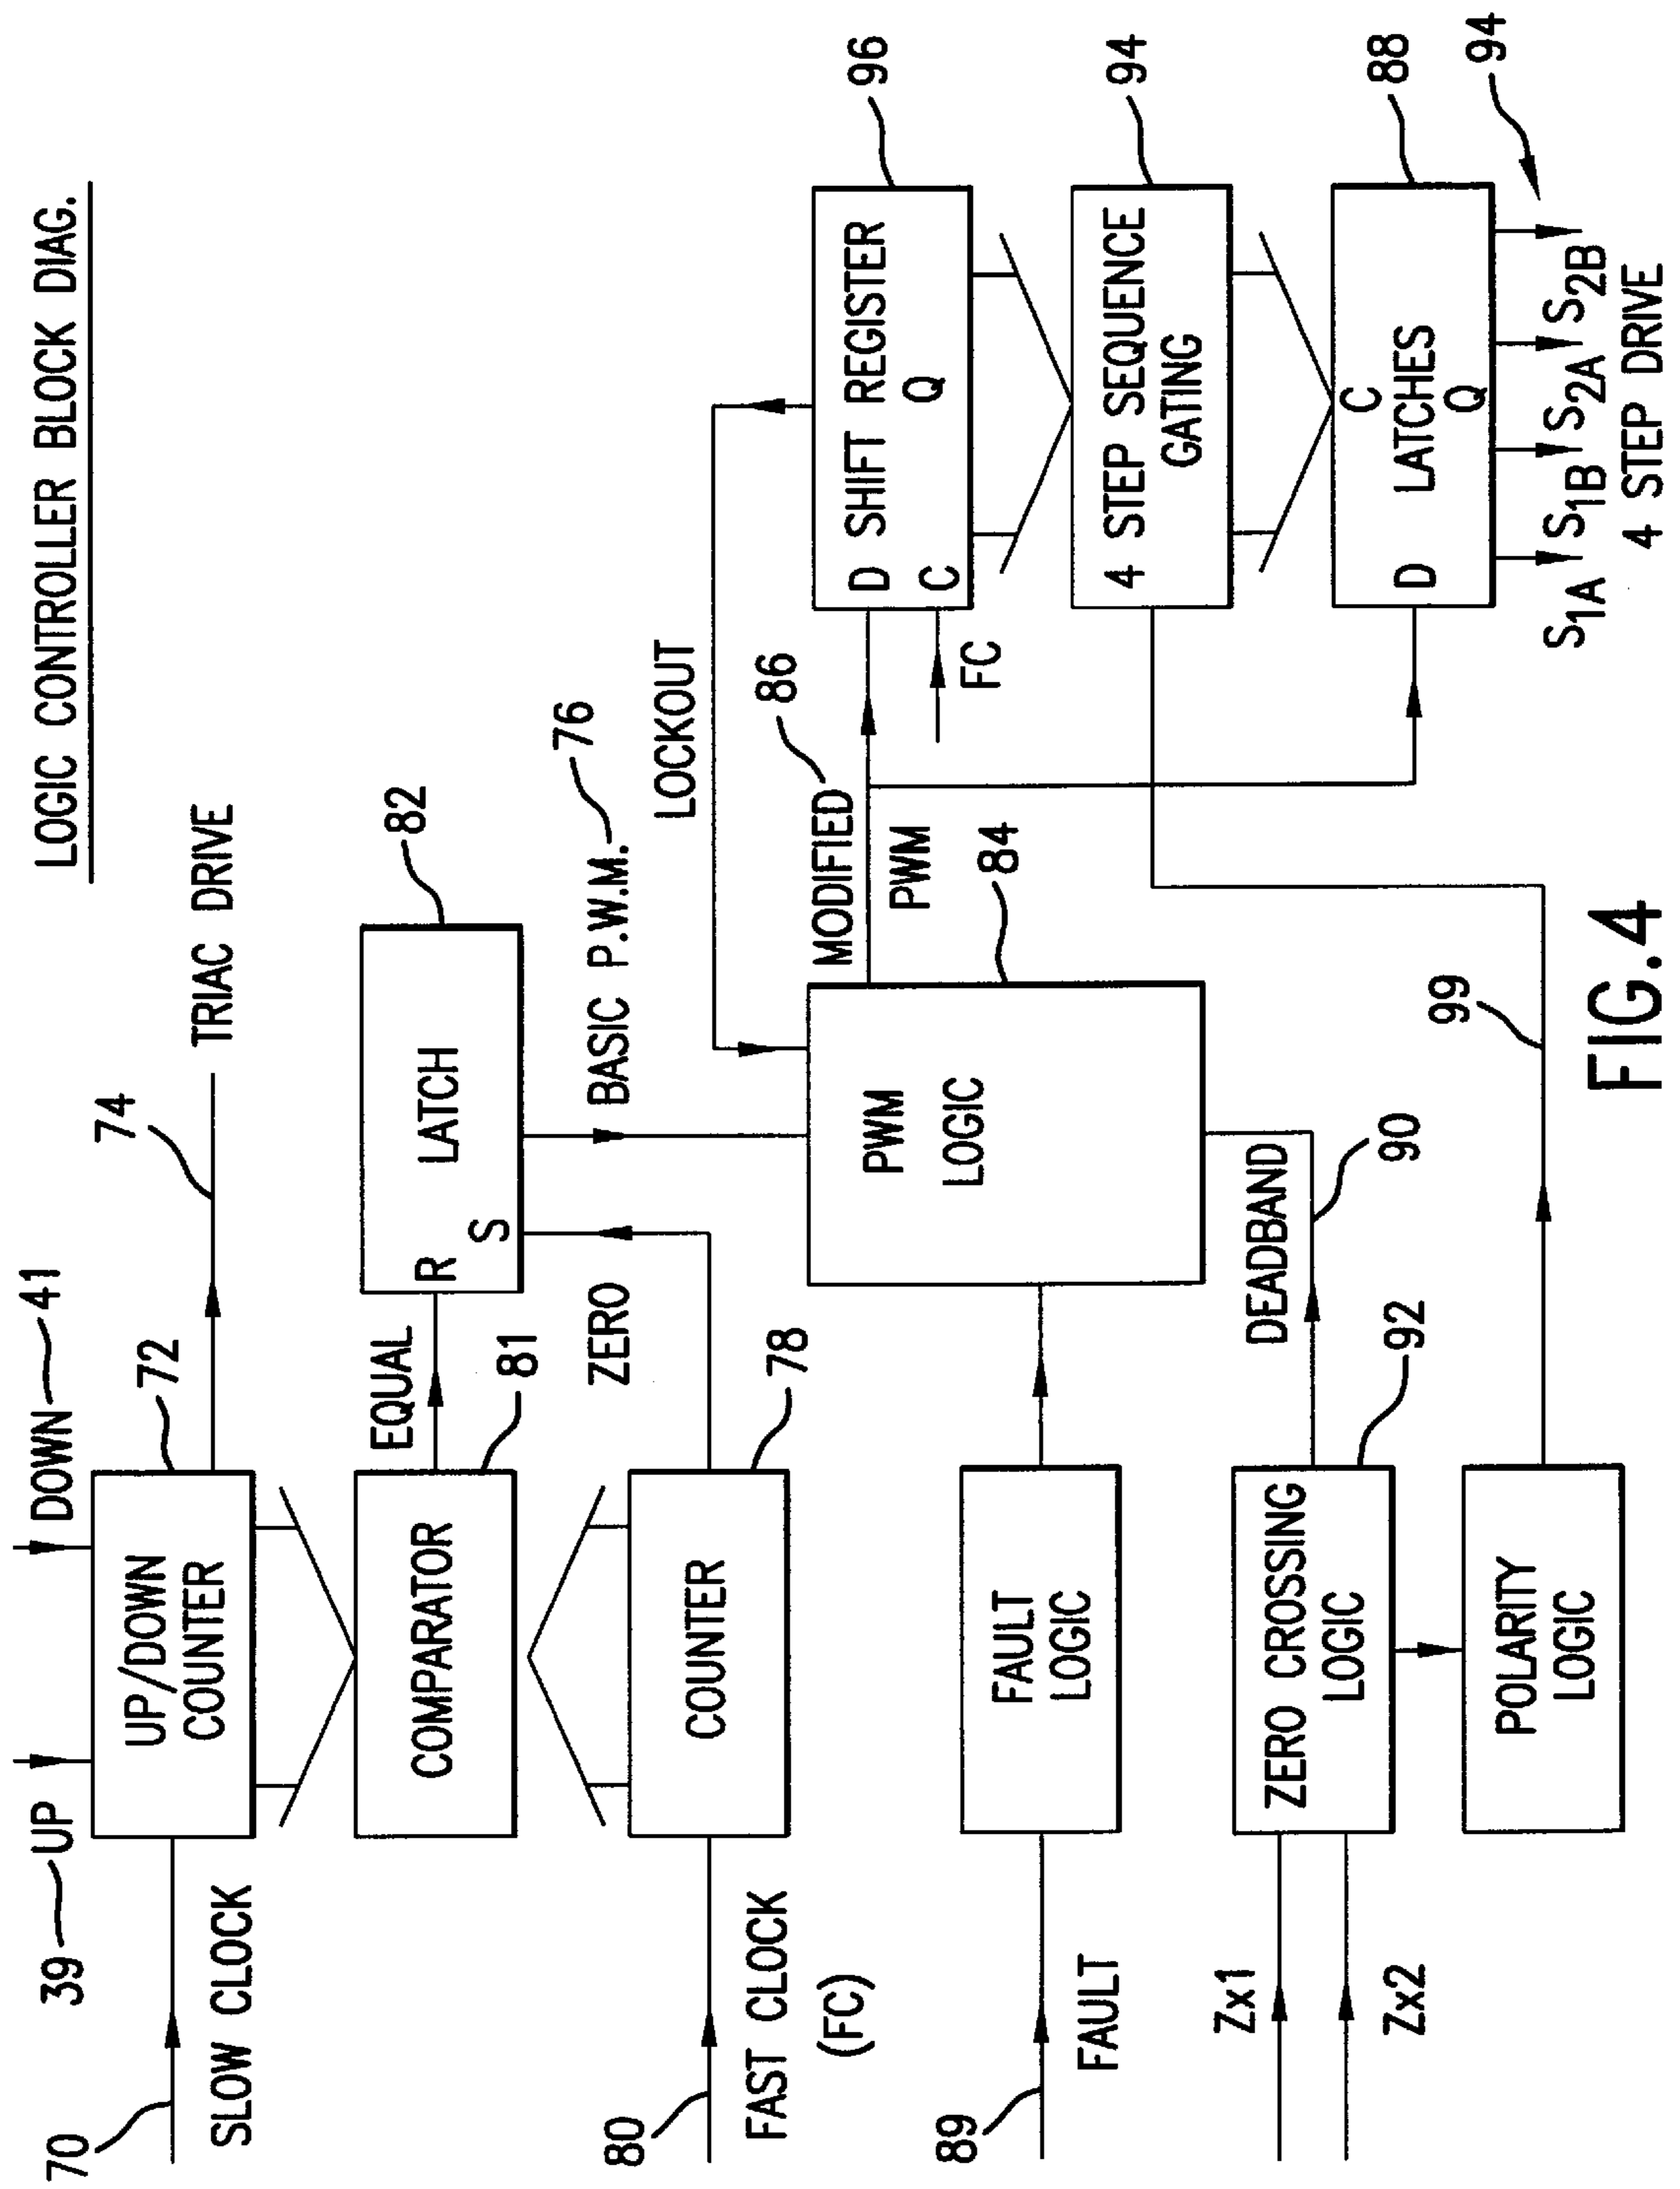 LOGIC CONTROLLER BLOCK DIAG.
39 UP
DOWN 41
70
SLOW CLOCK
UP/DOWN
COUNTER
72
74
TRIAC DRIVE
COMPARATOR
81
EQUAL
R
S
LATCH
82
80
FAST CLOCK
(FC)
COUNTER
78
ZERO
BASIC P.W.M.
76
LOCKOUT
89
FAULT
FAULT
LOGIC
PWM
LOGIC
84
MODIFIED
86
PWM
FC
D SHIFT REGISTER
C
Q
96
4 STEP SEQUENCE
GATING
94
Zx1
Zx2
ZERO CROSSING
LOGIC
92
DEADBAND
90
POLARITY
LOGIC
99
D
C
LATCHES
Q
88
94
S1A S1B S2A S2B
4 STEP DRIVE
FIG.4